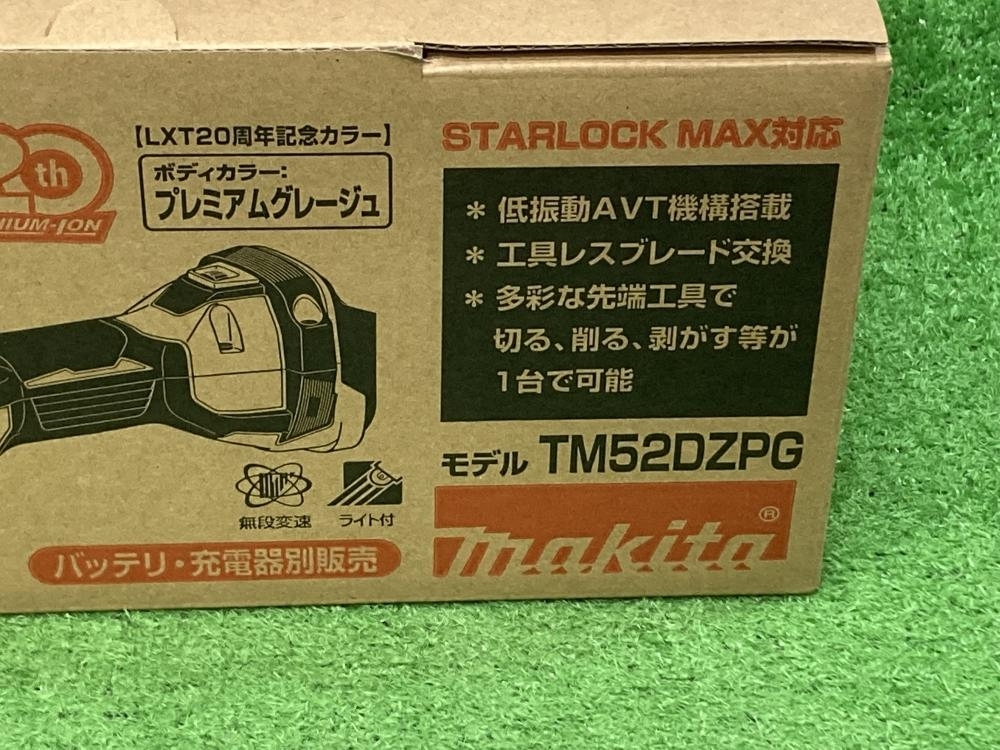 20th
【LXT20周年記念カラー】
ボディカラー:
プレミアムグレージュ
STARLOCK MAX対応
＊ 低振動AVT機構搭載
＊ 工具レスブレード交換
＊ 多彩な先端工具で
切る、削る、剥がす等が
1台で可能
モデル TM52DZPG
無段変速 ライト付
バッテリ・充電器別販売
makita®